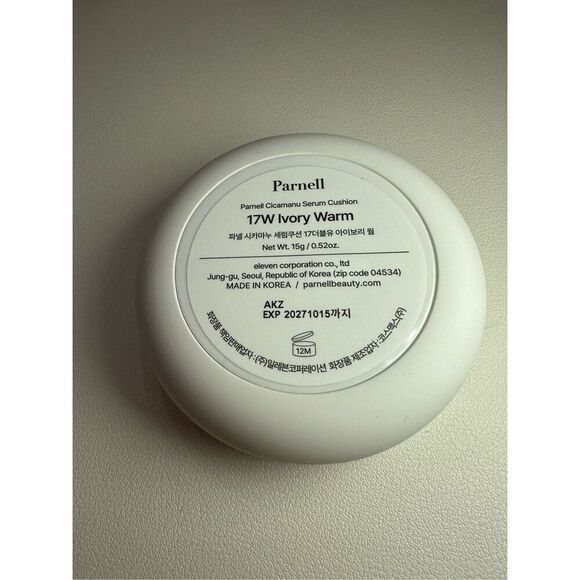 Parnell
Parnell Cicamanu Serum Cushion
17W Ivory Warm
파넬 시카마누 세럼쿠션 17더블유 아이보리 웜
Net Wt. 15g / 0.52oz.
eleven corporation co., ltd
Jung-gu, Seoul, Republic of Korea (zip code 04534)
MADE IN KOREA / parnellbeauty.com
AKZ
EXP 20271015까지
12M
화장품 책임판매업자 : (주)일레븐코퍼레이션 화장품 제조업자 : 코스맥스(주)